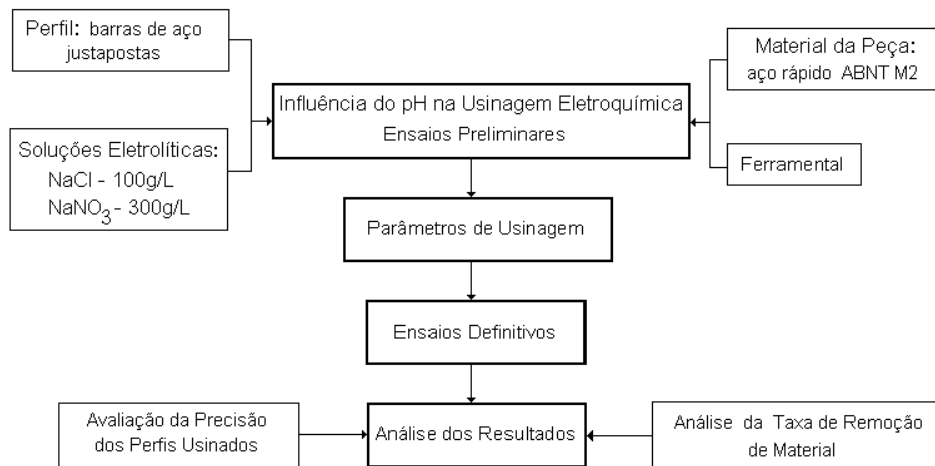 Perfil: barras de aço
justapostas
Material da Peça:
aço rápido ABNT M2
Influência do pH na Usinagem Eletroquímica
Ensaios Preliminares
Soluções Eletrolíticas:
NaCl - 100g/L
NaNO3 - 300g/L
Ferramental
Parâmetros de Usinagem
Ensaios Definitivos
Avaliação da Precisão
dos Perfis Usinados
Análise dos Resultados
Análise da Taxa de Remoção
de Material